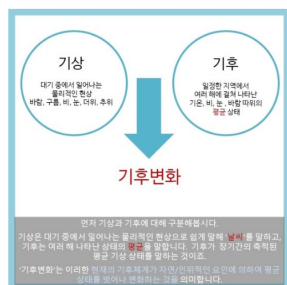 기상
대기 중에서 일어나는
물리적인 현상
바람, 구름, 비, 눈, 더위, 추위
기후
일정한 지역에서
여러 해에 걸쳐 나타난
기온, 비, 눈, 바람 따위의
평균 상태
기후변화
먼저 기상과 기후에 대해 구분해봅시다.
기상은 대기 중에서 일어나는 물리적인 현상으로 쉽게 말해 '날씨'를 말하고,
기후는 여러 해 나타난 상태의 평균을 말합니다. 기후가 장기간의 축적된
평균 기상 상태를 말하는 것이죠.
'기후변화'는 이러한 현재의 기후체계가 자연/인위적인 요인에 의하여 평균
상태를 벗어나 변화하는 것을 의미합니다.